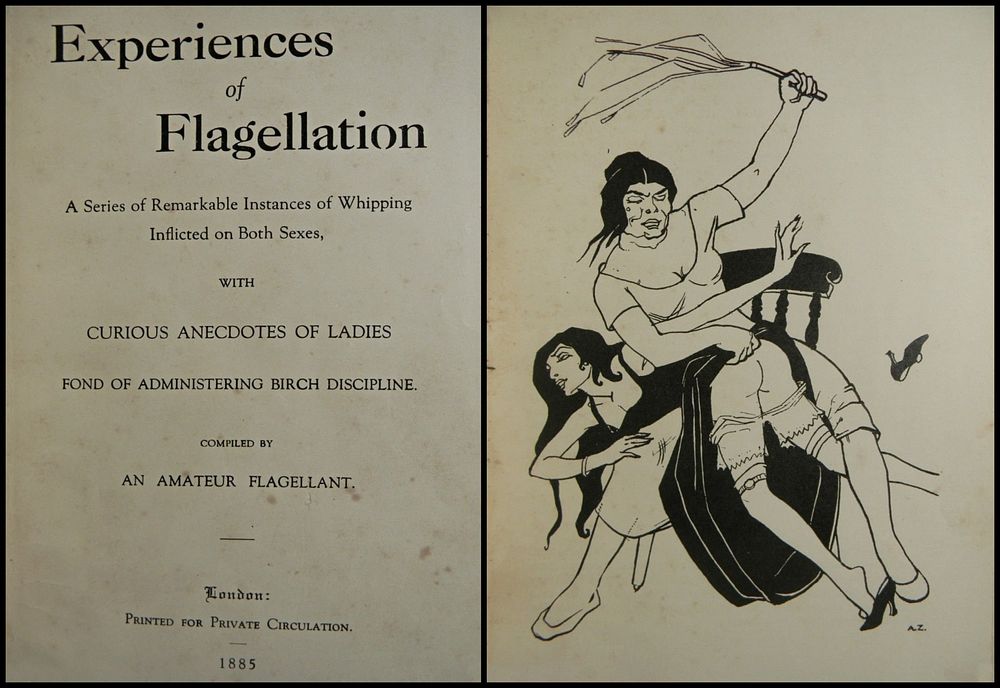 Experiences
of
Flagellation
A Series of Remarkable Instances of Whipping
Inflicted on Both Sexes,
WITH
CURIOUS ANECDOTES OF LADIES
FOND OF ADMINISTERING BIRCH DISCIPLINE.
COMPILED BY
AN AMATEUR FLAGELLANT.
London:
PRINTED FOR PRIVATE CIRCULATION.
1885
A.Z.